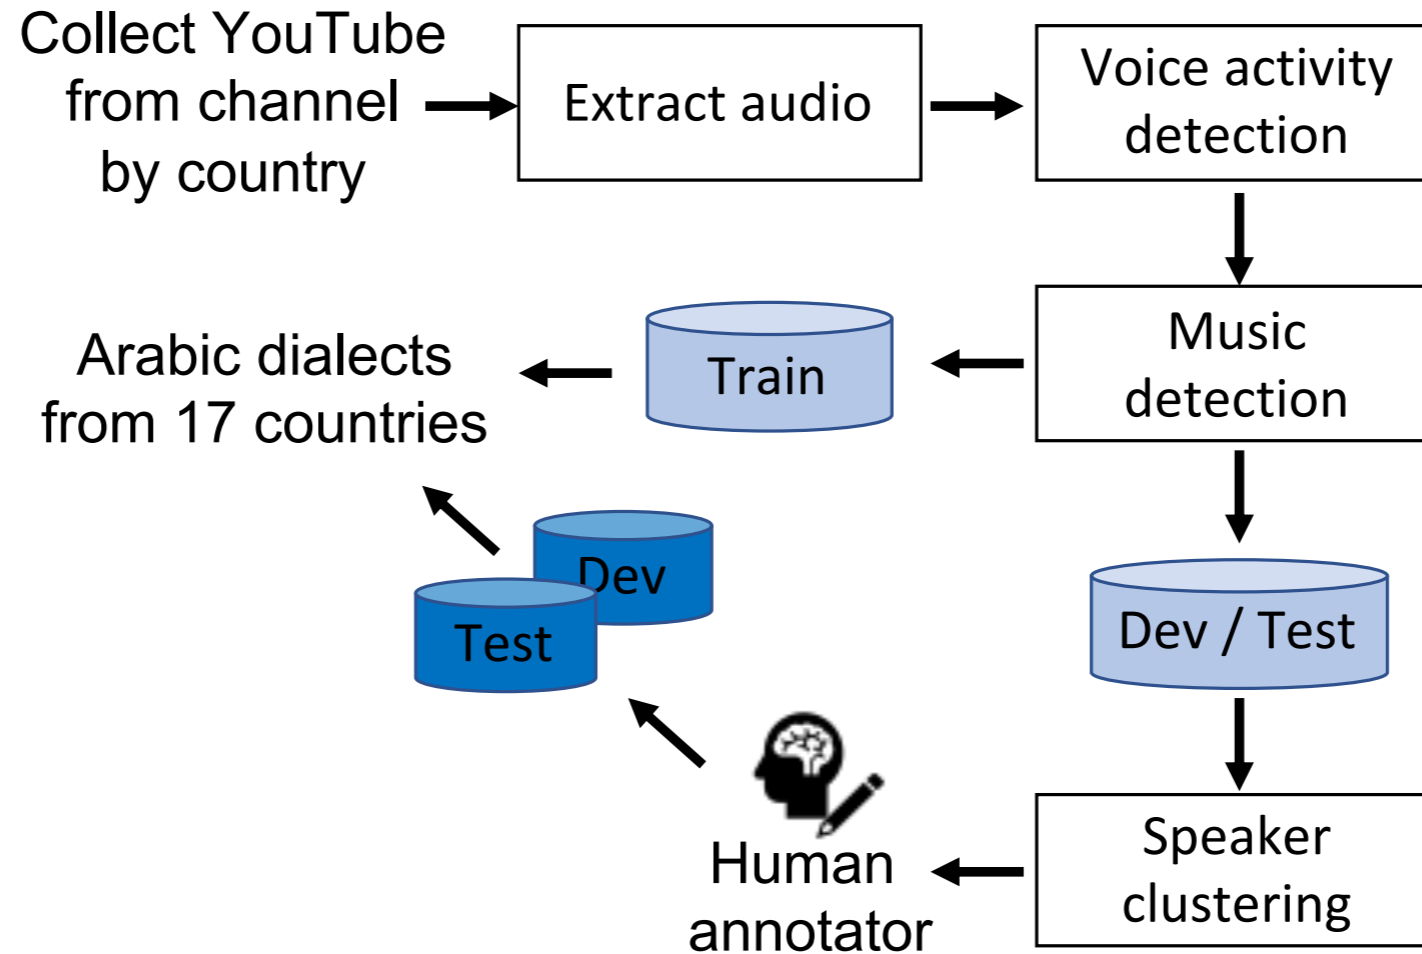 Collect YouTube
from channel
by country
Extract audio
Voice activity
detection
Music
detection
Train
Arabic dialects
from 17 countries
Dev / Test
Dev
Test
Speaker
clustering
Human
annotator